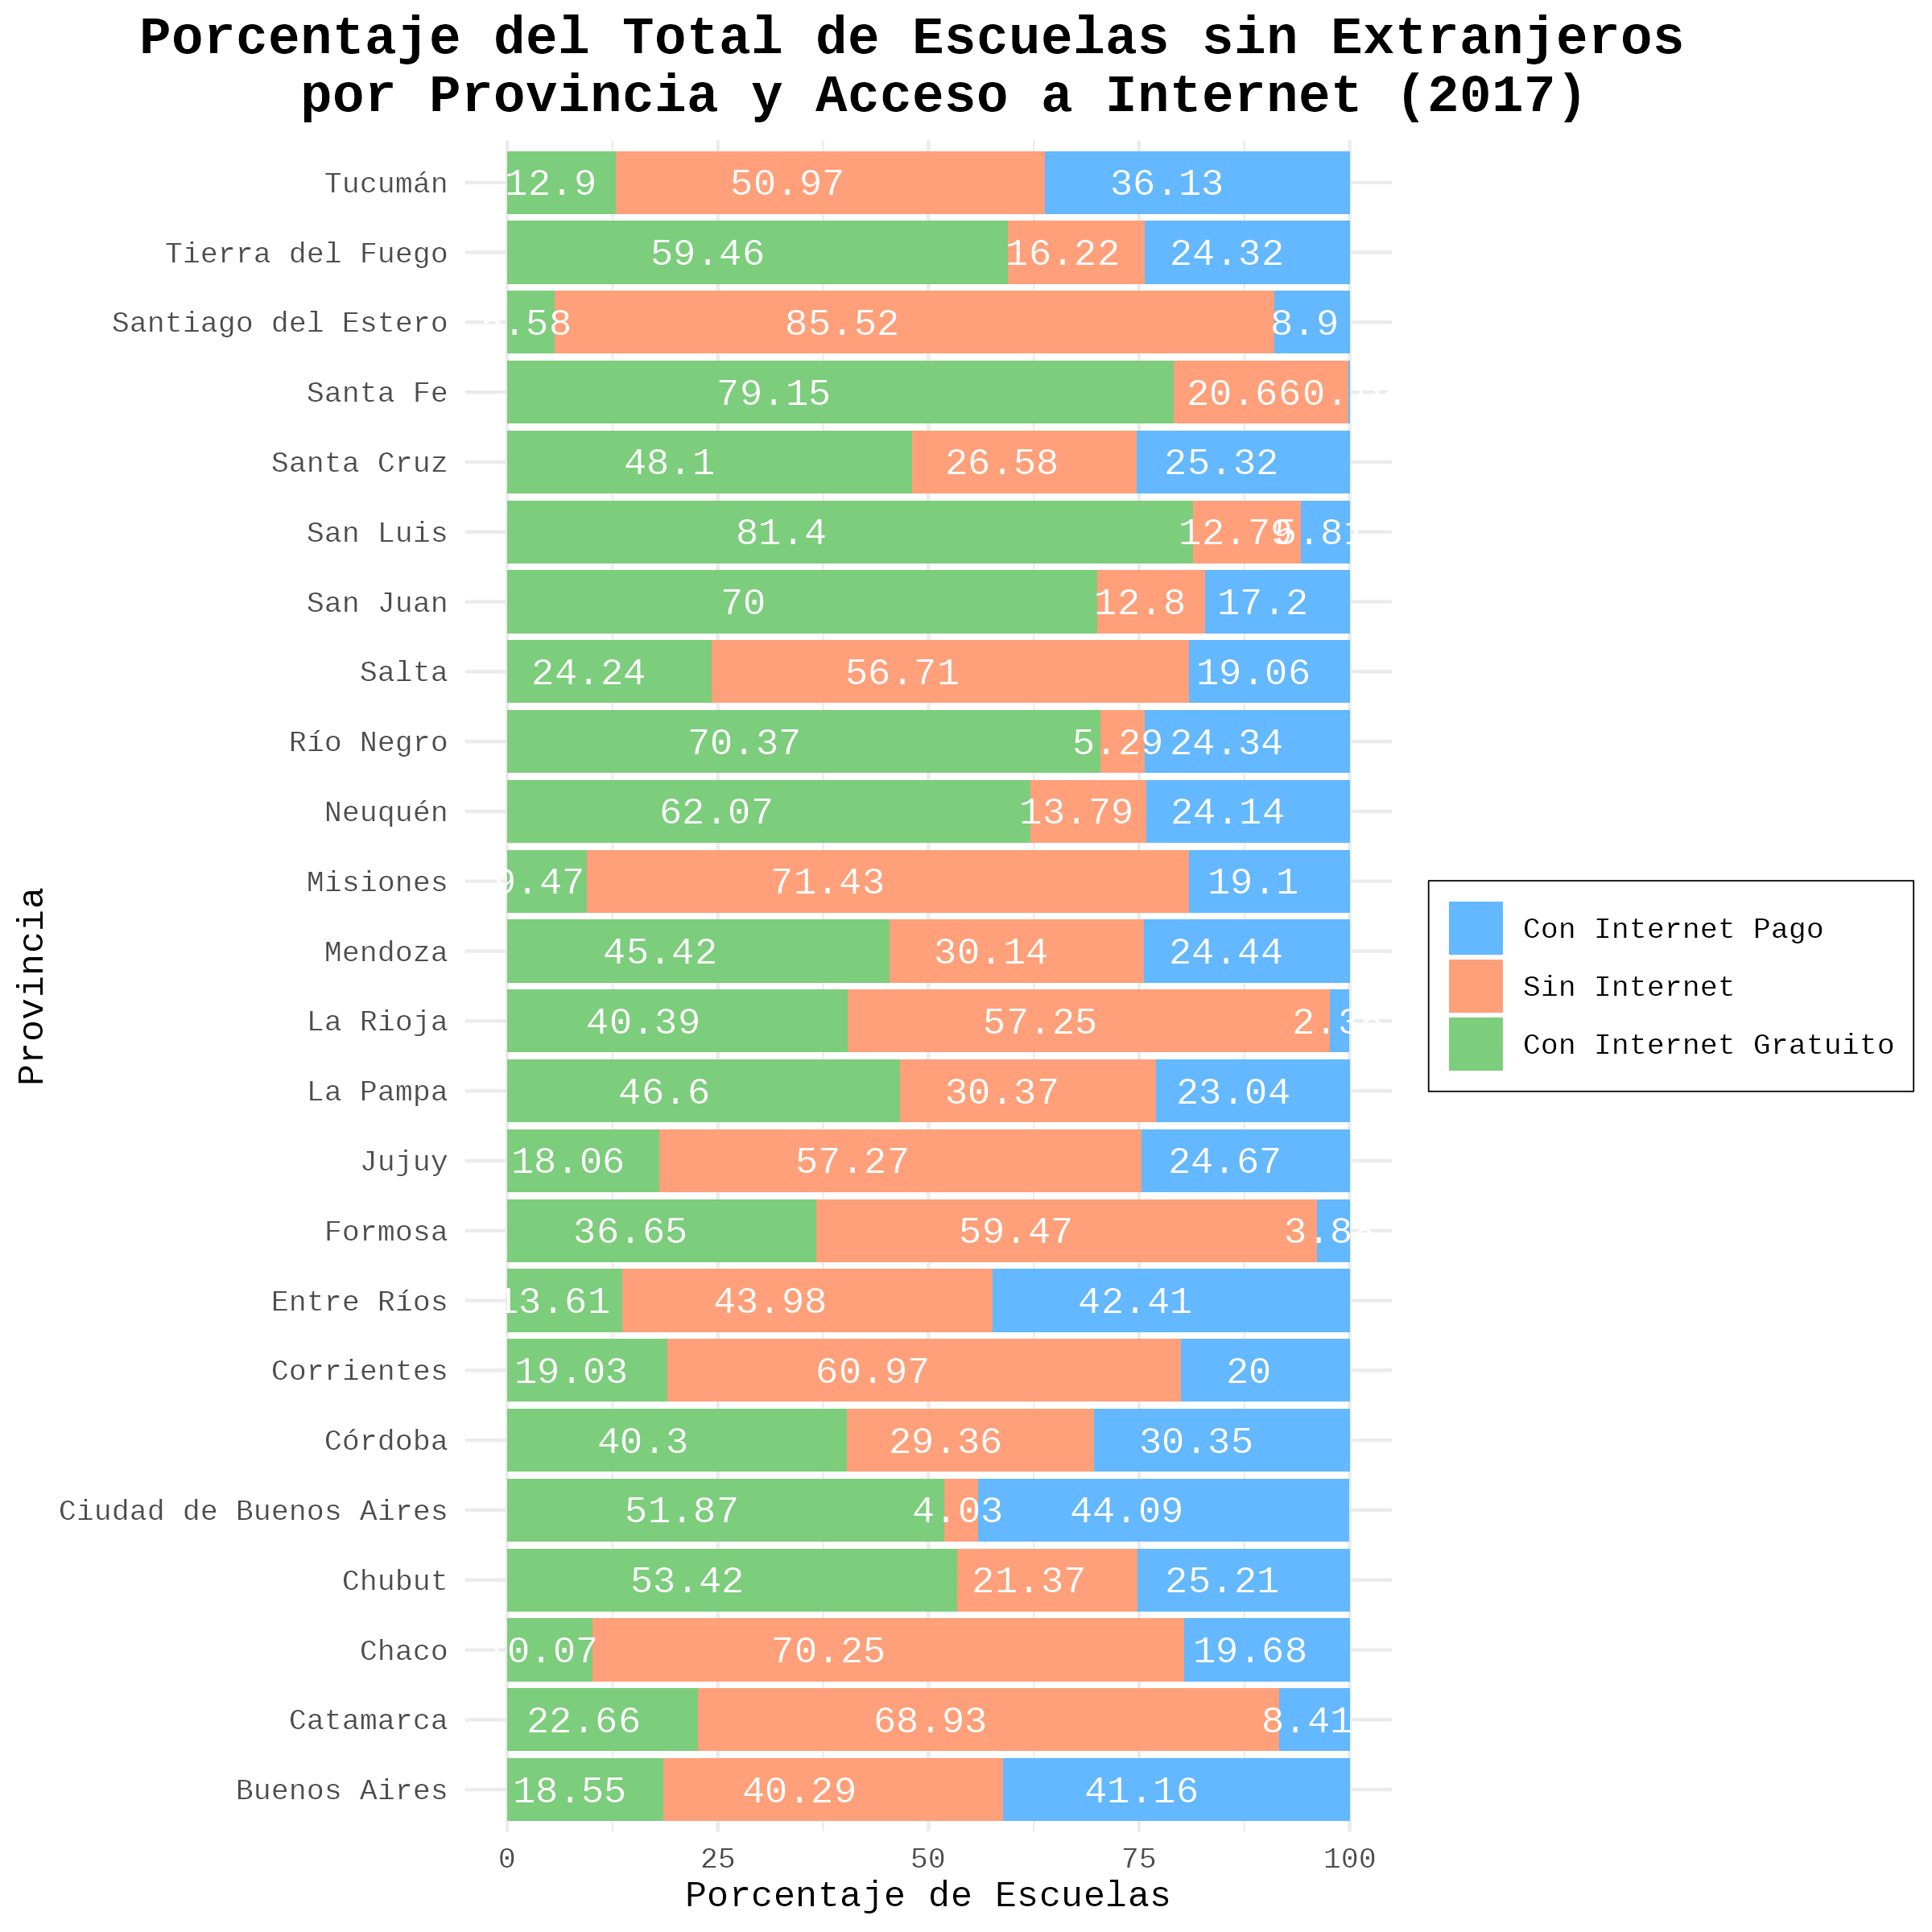 Porcentaje del Total de Escuelas sin Extranjeros
por Provincia y Acceso a Internet (2017)
Tucumán 12.9 50.97 36.13
Tierra del Fuego 59.46 16.22 24.32
Santiago del Estero .58 85.52 8.9
Santa Fe 79.15 20.66 0.
Santa Cruz 48.1 26.58 25.32
San Luis 81.4 12.79 5.81
San Juan 70 12.8 17.2
Salta 24.24 56.71 19.06
Río Negro 70.37 5.29 24.34
Neuquén 62.07 13.79 24.14
Misiones 9.47 71.43 19.1
Mendoza 45.42 30.14 24.44
La Rioja 40.39 57.25 2.3
La Pampa 46.6 30.37 23.04
Jujuy 18.06 57.27 24.67
Formosa 36.65 59.47 3.88
Entre Ríos 13.61 43.98 42.41
Corrientes 19.03 60.97 20
Córdoba 40.3 29.36 30.35
Ciudad de Buenos Aires 51.87 4.03 44.09
Chubut 53.42 21.37 25.21
Chaco 0.07 70.25 19.68
Catamarca 22.66 68.93 8.41
Buenos Aires 18.55 40.29 41.16
0 25 50 75 100
Porcentaje de Escuelas
Provincia
Con Internet Pago
Sin Internet
Con Internet Gratuito